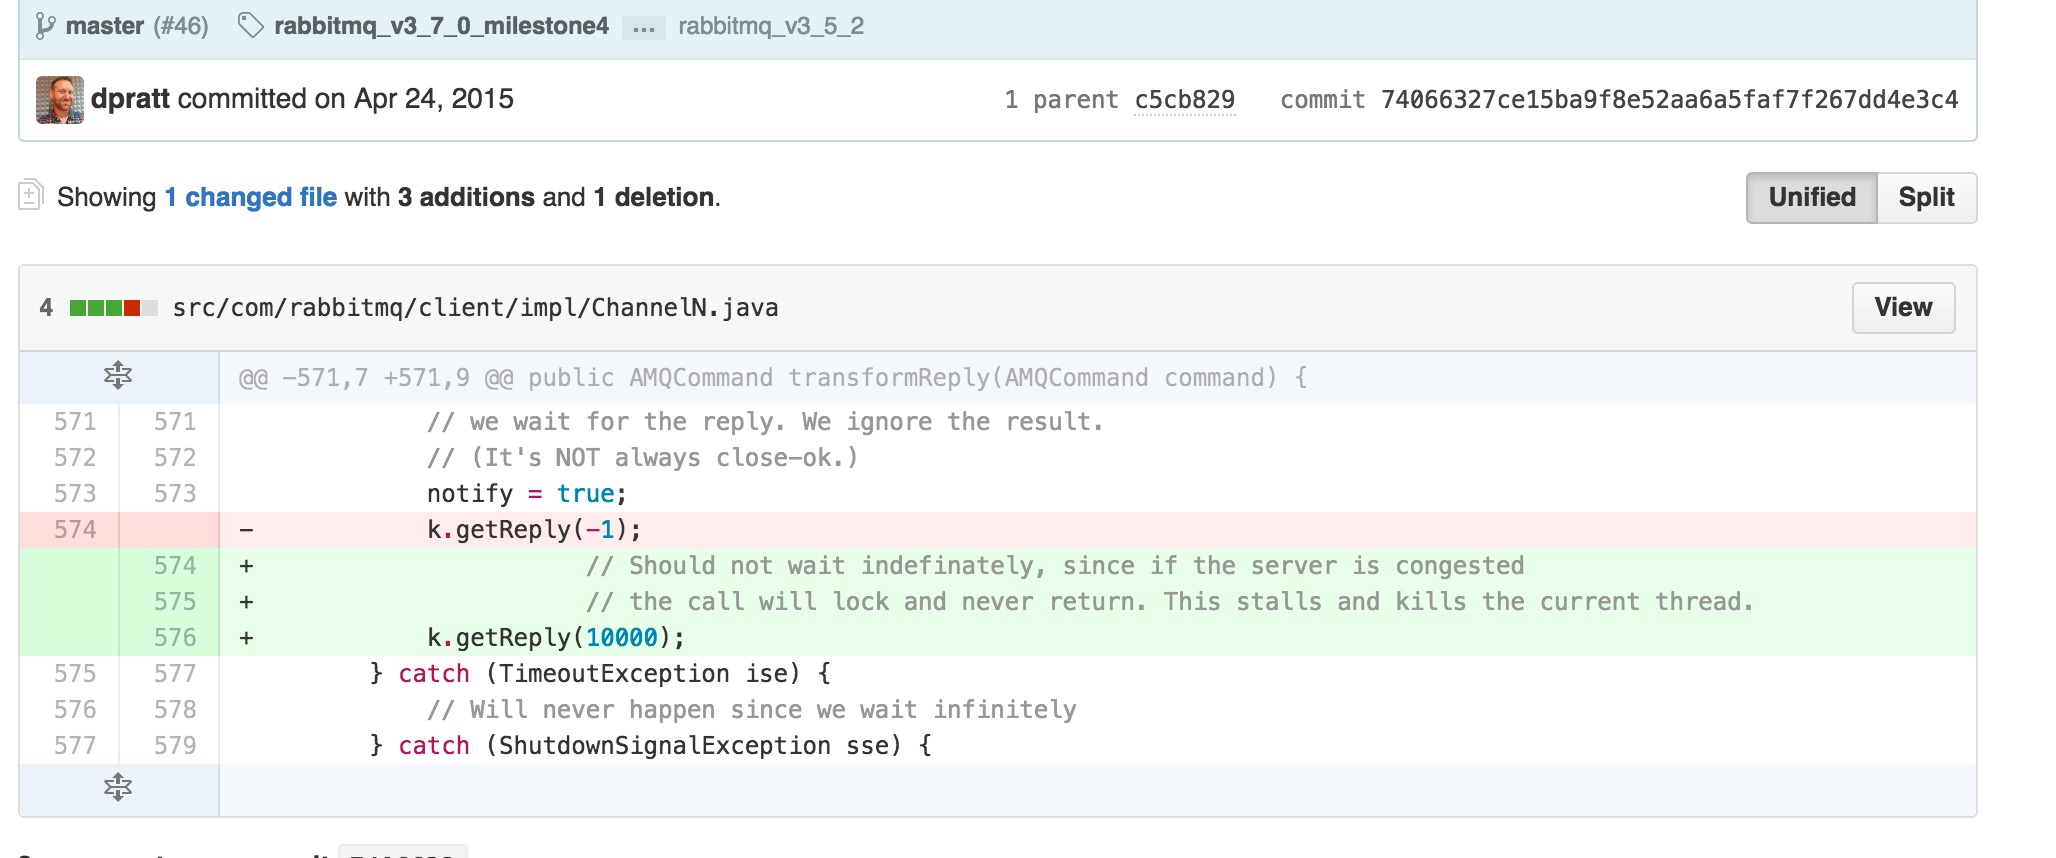 master (#46) rabbitmq_v3_7_0_milestone4 … rabbitmq_v3_5_2
dpratt committed on Apr 24, 2015 1 parent c5cb829 commit 74066327ce15ba9f8e52aa6a5faf7f267dd4e3c4
Showing 1 changed file with 3 additions and 1 deletion. Unified Split
4 src/com/rabbitmq/client/impl/ChannelN.java View
@@ -571,7 +571,9 @@ public AMQCommand transformReply(AMQCommand command) {
571 571 // we wait for the reply. We ignore the result.
572 572 // (It's NOT always close-ok.)
573 573 notify = true;
574 - k.getReply(-1);
574 + // Should not wait indefinately, since if the server is congested
575 + // the call will lock and never return. This stalls and kills the current thread.
576 + k.getReply(10000);
575 577 } catch (TimeoutException ise) {
576 578 // Will never happen since we wait infinitely
577 579 } catch (ShutdownSignalException sse) {